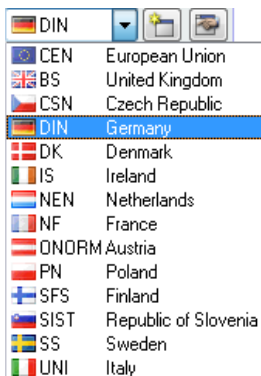 DIN
CEN European Union
BS United Kingdom
CSN Czech Republic
DIN Germany
DK Denmark
IS Ireland
NEN Netherlands
NF France
ONORM Austria
PN Poland
SFS Finland
SIST Republic of Slovenia
SS Sweden
UNI Italy